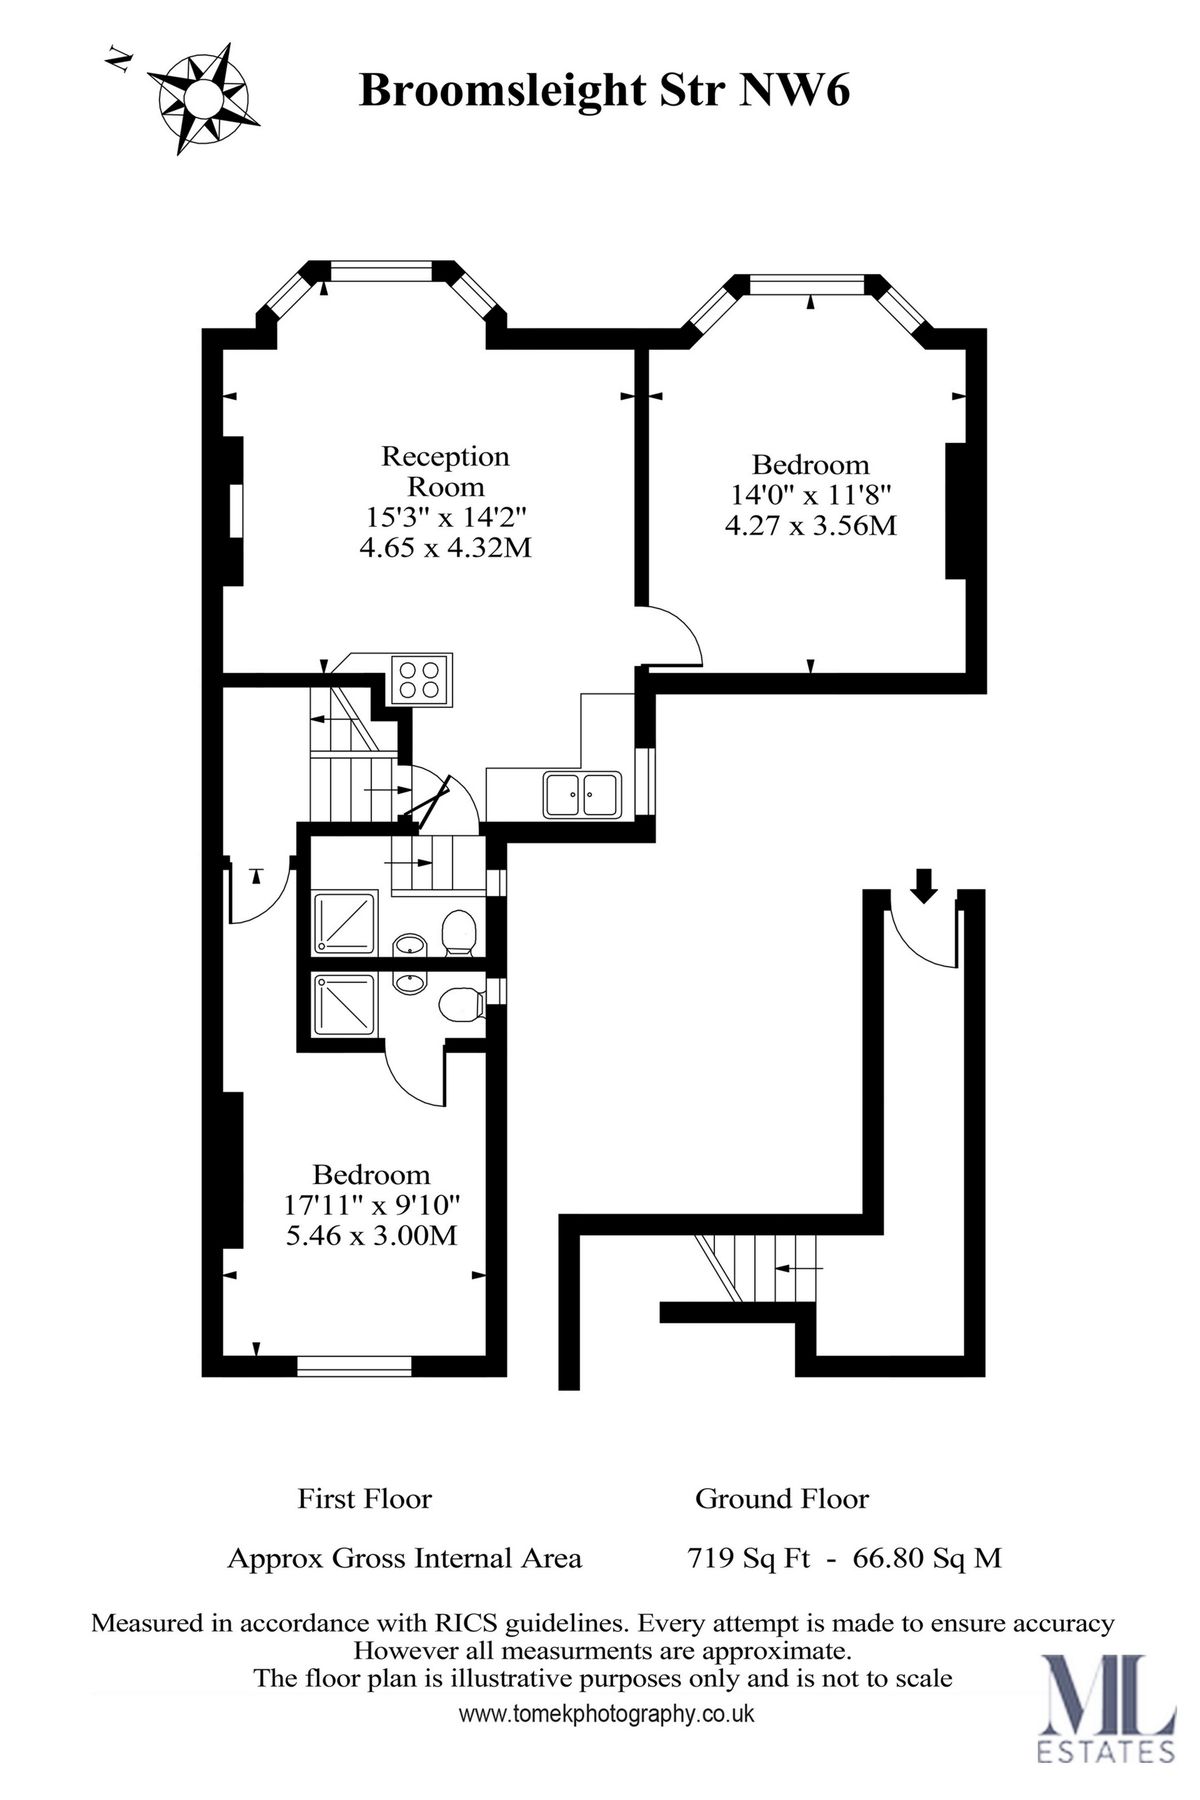 N
Broomsleight Str NW6
Reception
Room
15'3" x 14'2"
4.65 x 4.32M
Bedroom
14'0" x 11'8"
4.27 x 3.56M
Bedroom
17'11" x 9'10"
5.46 x 3.00M
First Floor
Ground Floor
Approx Gross Internal Area 719 Sq Ft - 66.80 Sq M
Measured in accordance with RICS guidelines. Every attempt is made to ensure accuracy
However all measurments are approximate.
The floor plan is illustrative purposes only and is not to scale
www.tomekphotography.co.uk
ML
ESTATES